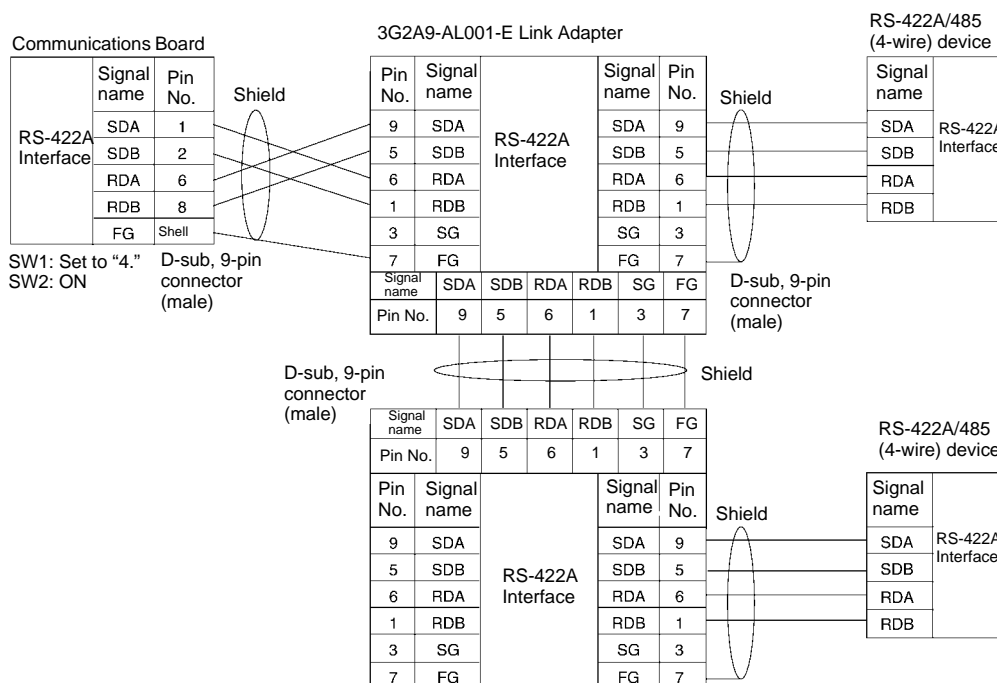 3G2A9-AL001-E Link Adapter
RS-422A/485
(4-wire) device
Communications Board
Signal name Pin No.
RS-422A Interface
SDA 1
SDB 2
RDA 6
RDB 8
FG Shell
SW1: Set to “4.”
SW2: ON
D-sub, 9-pin
connector
(male)
Shield
Pin No. Signal name
9 SDA
5 SDB
6 RDA
1 RDB
3 SG
7 FG
RS-422A
Interface
Signal name Pin No.
SDA 9
SDB 5
RDA 6
RDB 1
SG 3
FG 7
Signal name SDA SDB RDA RDB SG FG
Pin No. 9 5 6 1 3 7
Shield
D-sub, 9-pin
connector
(male)
Signal name
SDA
SDB
RDA
RDB
RS-422A
Interface
D-sub, 9-pin
connector
(male)
Shield
Signal name SDA SDB RDA RDB SG FG
Pin No. 9 5 6 1 3 7
Pin No. Signal name
9 SDA
5 SDB
6 RDA
1 RDB
3 SG
7 FG
RS-422A
Interface
Signal name Pin No.
SDA 9
SDB 5
RDA 6
RDB 1
SG 3
FG 7
Shield
RS-422A/485
(4-wire) device
Signal name
SDA
SDB
RDA
RDB
RS-422A
Interface